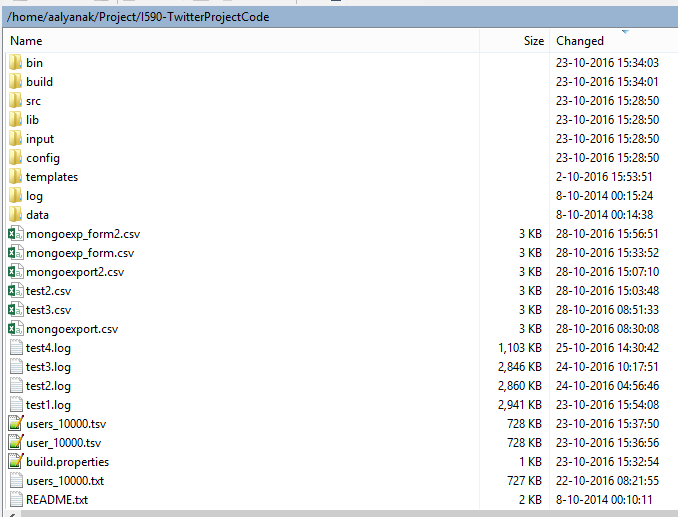 /home/aalyanak/Project/I590-TwitterProjectCode
Name Size Changed
bin 23-10-2016 15:34:03
build 23-10-2016 15:34:01
src 23-10-2016 15:28:50
lib 23-10-2016 15:28:50
input 23-10-2016 15:28:50
config 23-10-2016 15:28:50
templates 2-10-2016 15:53:51
log 8-10-2014 00:15:24
data 8-10-2014 00:14:38
mongoexp_form2.csv 3 KB 28-10-2016 15:56:51
mongoexp_form.csv 3 KB 28-10-2016 15:33:52
mongoexport2.csv 3 KB 28-10-2016 15:07:10
test2.csv 3 KB 28-10-2016 15:03:48
test3.csv 3 KB 28-10-2016 08:51:33
mongoexport.csv 3 KB 28-10-2016 08:30:08
test4.log 1,103 KB 25-10-2016 14:30:42
test3.log 2,846 KB 24-10-2016 10:17:51
test2.log 2,860 KB 24-10-2016 04:56:46
test1.log 2,941 KB 23-10-2016 15:54:08
users_10000.tsv 728 KB 23-10-2016 15:37:50
user_10000.tsv 728 KB 23-10-2016 15:36:56
build.properties 1 KB 23-10-2016 15:32:54
users_10000.txt 727 KB 22-10-2016 08:21:55
README.txt 2 KB 8-10-2014 00:10:11